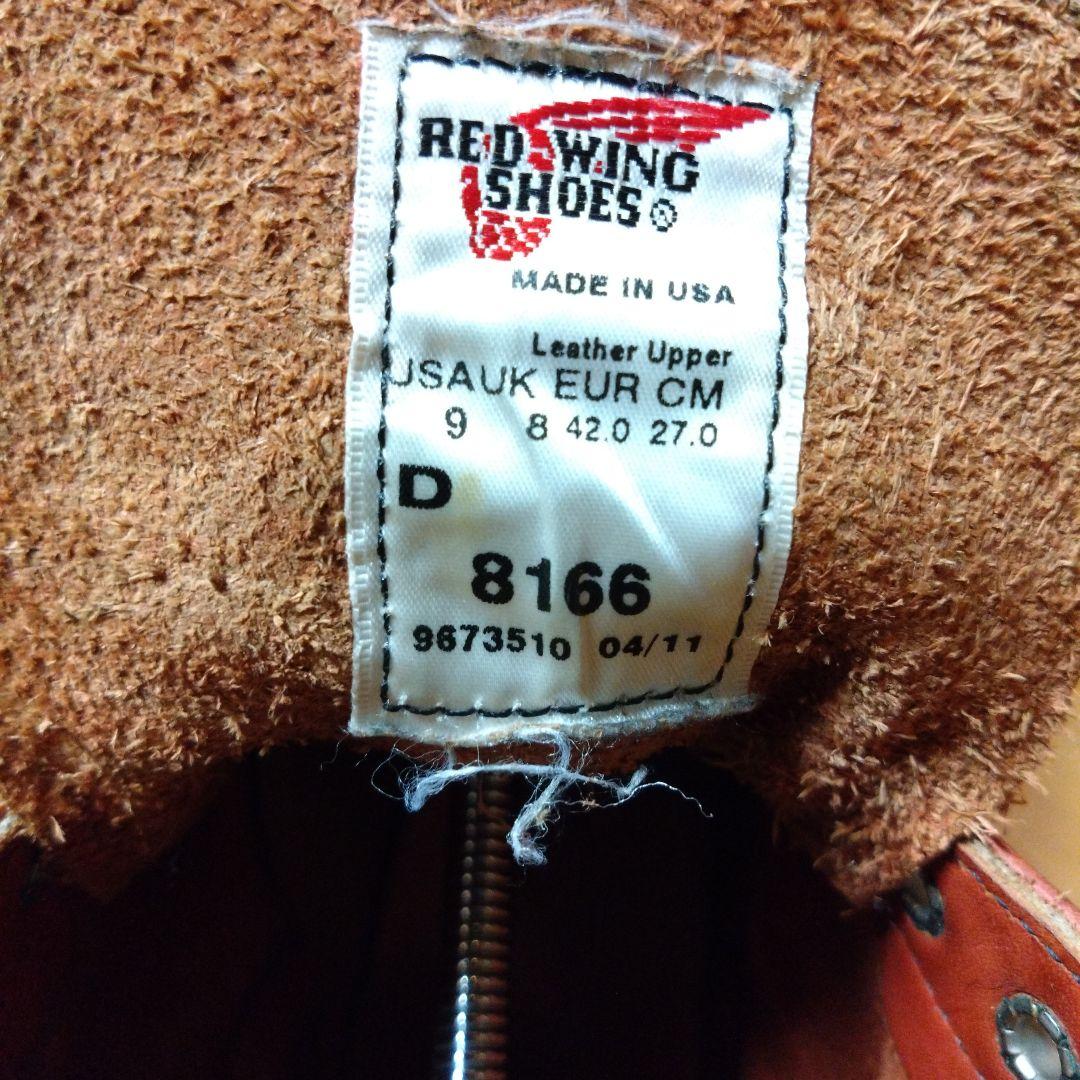 RED WING
SHOES®
MADE IN USA
Leather Upper
USAUK EUR CM
9 8 42.0 27.0
D
8166
9673510 04/11